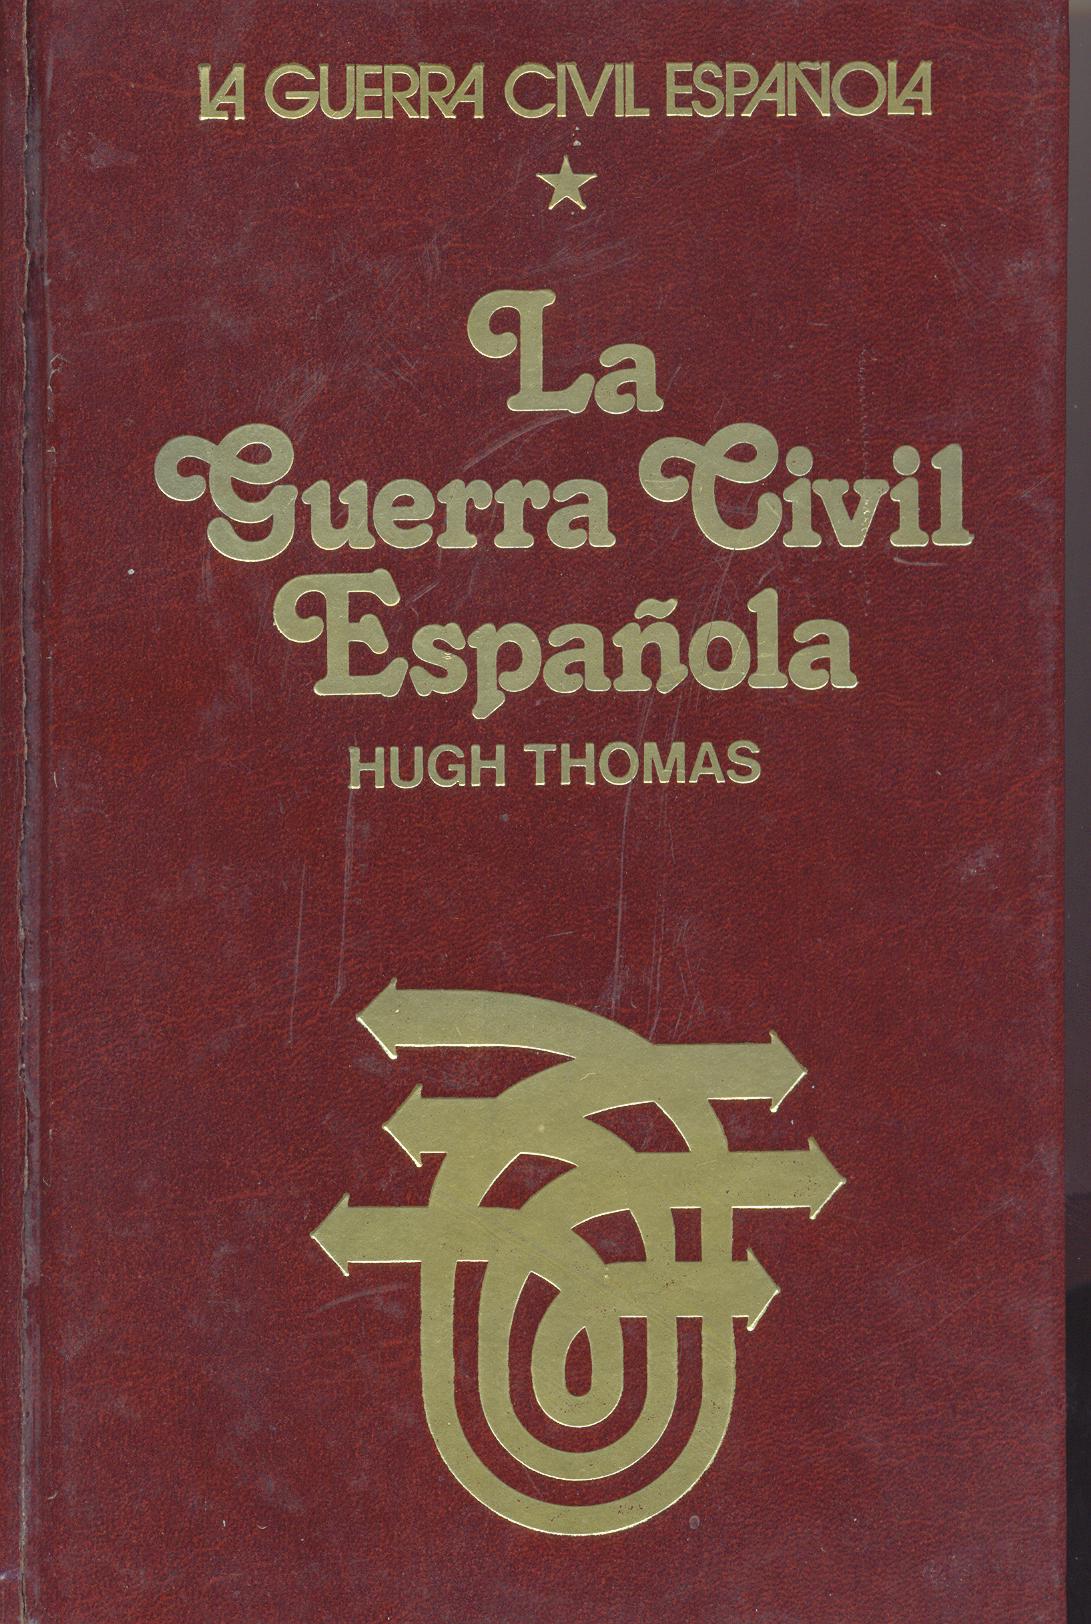 LA GUERRA CIVIL ESPAÑOLA
La
Guerra Civil
Española
HUGH THOMAS